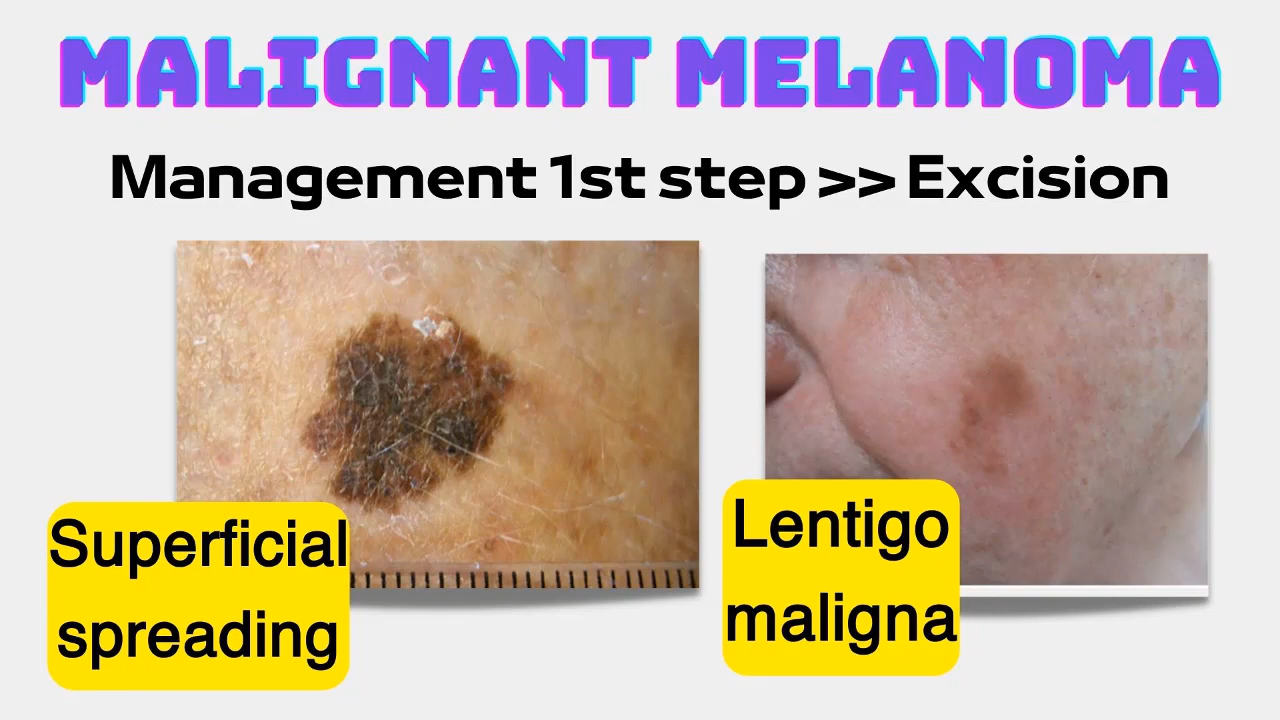 MALIGNANT MELANOMA
Management 1st step >> Excision
Superficial
spreading
Lentigo
maligna